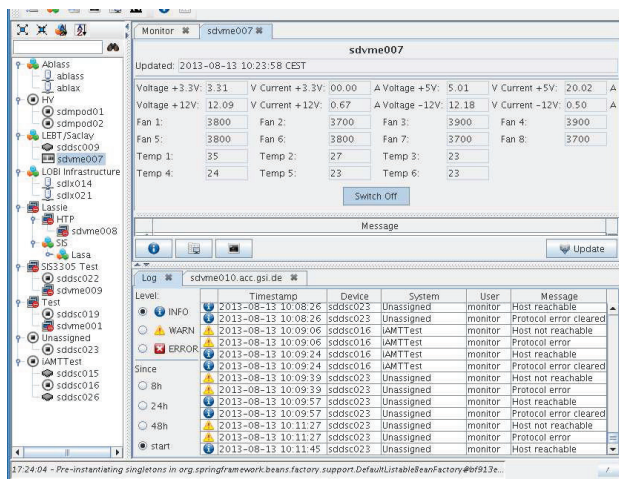 Monitor
sdvme007
sdvme007
Updated: 2013-08-13 10:23:58 CEST
Voltage +3.3V: 3.31 V Current +3.3V: 00.00 A Voltage +5V: 5.01 V Current +5V: 20.02 A
Voltage +12V: 12.09 V Current +12V: 0.67 A Voltage -12V: 12.18 V Current -12V: 0.50 A
Fan 1: 3800 Fan 2: 3700 Fan 3: 3900 Fan 4: 3900
Fan 5: 3800 Fan 6: 3800 Fan 7: 3700 Fan 8: 3700
Temp 1: 35 Temp 2: 27 Temp 3: 23
Temp 4: 24 Temp 5: 23 Temp 6: 23
Switch Off
Message
Update
Ablass
ablass
ablax
HV
sdmpod01
sdmpod02
LEBT/Saclay
sddsc009
sdvme007
LOBI Infrastructure
sdlx014
sdlx021
Lassie
HTP
sdvme008
SIS
Lasa
SIS3305 Test
sddsc022
sdvme009
Test
sddsc019
sdvme001
Unassigned
sddsc023
iAMTTest
sddsc015
sddsc016
sddsc026
Log
sdvme010.acc.gsi.de
Level:
INFO
WARN
ERROR
Since
8h
24h
48h
start
Timestamp Device System User Message
2013-08-13 10:08:26 sddsc023 Unassigned monitor Host reachable
2013-08-13 10:08:26 sddsc023 Unassigned monitor Protocol error cleared
2013-08-13 10:09:06 sddsc016 iAMTTest monitor Host not reachable
2013-08-13 10:09:06 sddsc016 iAMTTest monitor Protocol error
2013-08-13 10:09:24 sddsc016 iAMTTest monitor Host reachable
2013-08-13 10:09:24 sddsc016 iAMTTest monitor Protocol error cleared
2013-08-13 10:09:39 sddsc023 Unassigned monitor Host not reachable
2013-08-13 10:09:39 sddsc023 Unassigned monitor Protocol error
2013-08-13 10:09:57 sddsc023 Unassigned monitor Host reachable
2013-08-13 10:09:57 sddsc023 Unassigned monitor Protocol error cleared
2013-08-13 10:11:27 sddsc023 Unassigned monitor Host not reachable
2013-08-13 10:11:27 sddsc023 Unassigned monitor Protocol error
2013-08-13 10:11:45 sddsc023 Unassigned monitor Host reachable
17:24:04 - Pre-instantiating singletons in org.springframework.beans.factory.support.DefaultListableBeanFactory@bf913e...